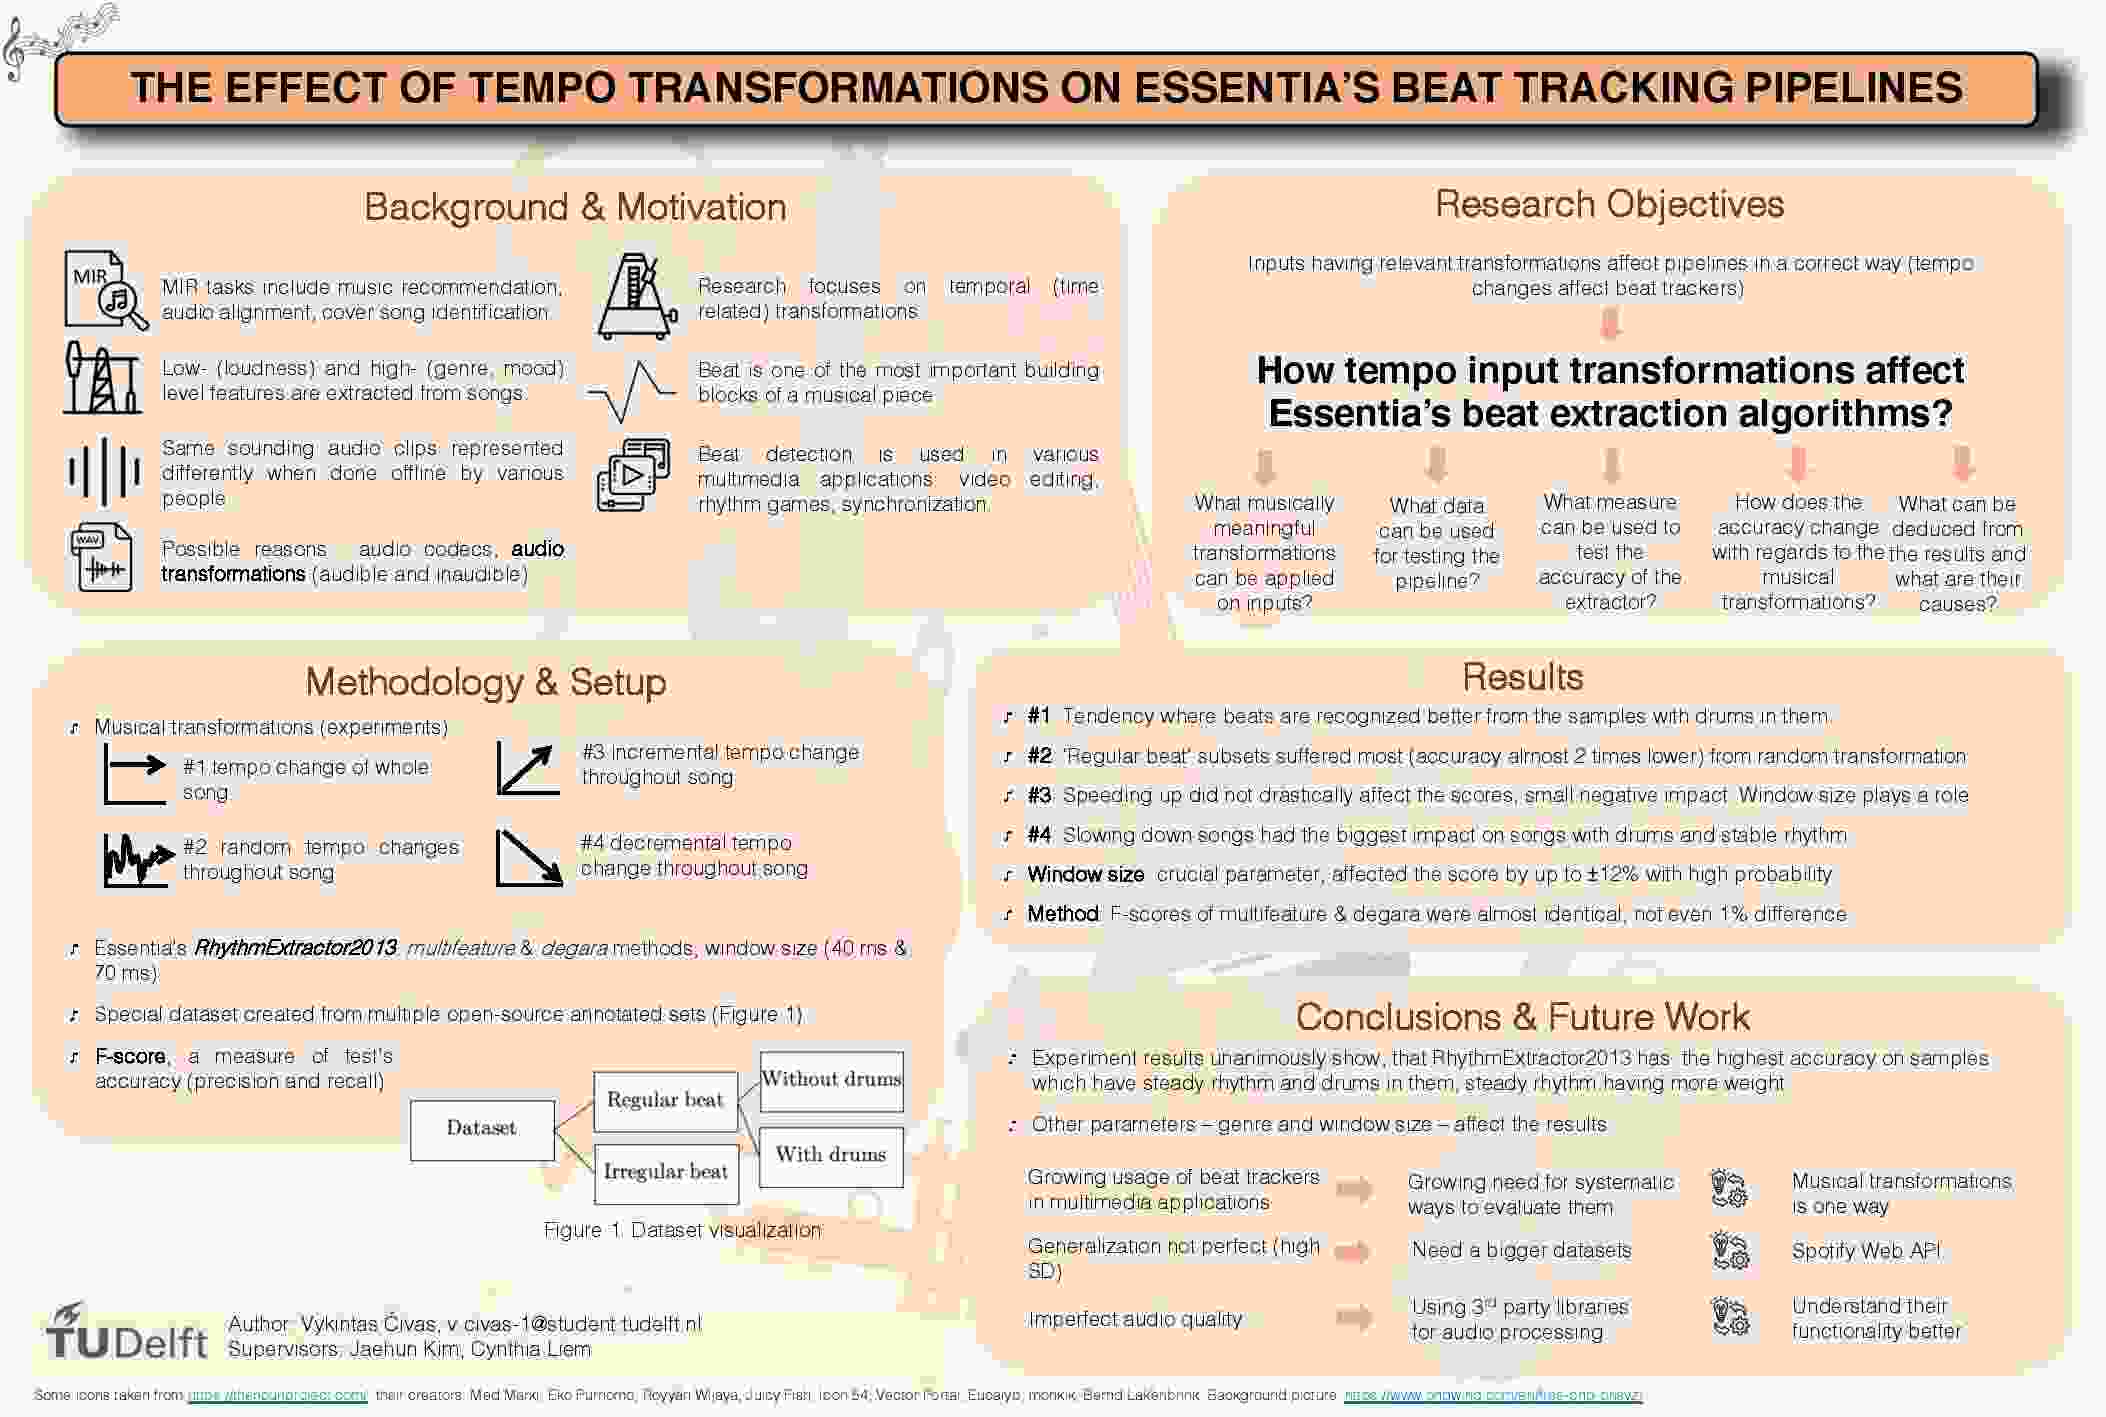 THE EFFECT OF TEMPO TRANSFORMATIONS ON ESSENTIA'S BEAT TRACKING PIPELINES
Background & Motivation
MIR
MIR tasks include music recommendation,
audio alignment, cover song identification.
Low- (loudness) and high- (genre, mood)
level features are extracted from songs.
Same sounding audio clips represented
differently when done offline by various
people
WAV
Possible reasons audio codecs, audio
transformations (audible and inaudible)
Research focuses on temporal (time
related) transformations
Beat is one of the most important building
blocks of a musical piece
Beat detection is used in various
multimedia applications video editing,
rhythm games, synchronization.
Research Objectives
Inputs having relevant transformations affect pipelines in a correct way (tempo
changes affect beat trackers)
How tempo input transformations affect
Essentia's beat extraction algorithms?
What musically
meaningful
transformations
can be applied
on inputs?
What data
can be used
for testing the
pipeline?
What measure
can be used to
test the
accuracy of the
extractor?
How does the
accuracy change
with regards to the
musical
transformations?
What can be
deduced from
the results and
what are their
causes?
Methodology & Setup
Musical transformations (experiments)
#1 tempo change of whole
song
#2 random tempo changes
throughout song
#3 incremental tempo change
throughout song
#4 decremental tempo
change throughout song
Essentia's RhythmExtractor2013 multifeature & degara methods, window size (40 ms &
70 ms)
Special dataset created from multiple open-source annotated sets (Figure 1)
F-score, a measure of test's
accuracy (precision and recall)
Dataset
Regular beat
Irregular beat
Without drums
With drums
Figure 1. Dataset visualization
Results
#1 Tendency where beats are recognized better from the samples with drums in them.
#2 'Regular beat' subsets suffered most (accuracy almost 2 times lower) from random transformation
#3 Speeding up did not drastically affect the scores, small negative impact Window size plays a role
#4 Slowing down songs had the biggest impact on songs with drums and stable rhythm
Window size crucial parameter, affected the score by up to ±12% with high probability
Method F-scores of multifeature & degara were almost identical, not even 1% difference
Conclusions & Future Work
Experiment results unanimously show, that RhythmExtractor2013 has the highest accuracy on samples
which have steady rhythm and drums in them, steady rhythm having more weight
Other parameters – genre and window size – affect the results
Growing usage of beat trackers
in multimedia applications
Growing need for systematic
ways to evaluate them
Musical transformations
is one way
Generalization not perfect (high
SD)
Need a bigger datasets
Spotify Web API
Imperfect audio quality
Using 3rd party libraries
for audio processing
Understand their
functionality better
TUDelft
Author: Vykintas Čivas, v.civas-1@student.tudelft.nl
Supervisors: Jaehun Kim, Cynthia Liem
Some icons taken from https://thenounproject.com/ their creators: Med Marki, Eko Purnomo, Royyan Wijaya, Juicy Fish, Icon 54, Vector Portal, Eucalyp, monkik, Bernd Lakenbrink Background picture